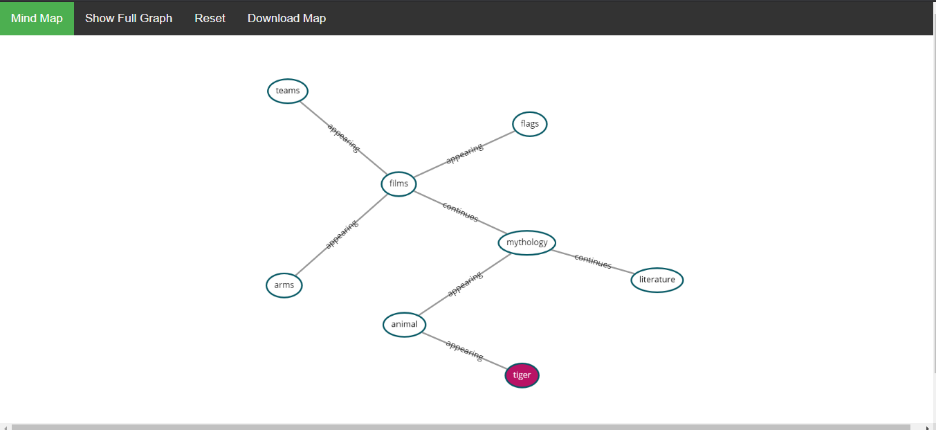 Mind Map Show Full Graph Reset Download Map
teams
flags
appearing
appearing
films
continues
appearing
mythology
continues
literature
arms
appearing
animal
appearing
tiger